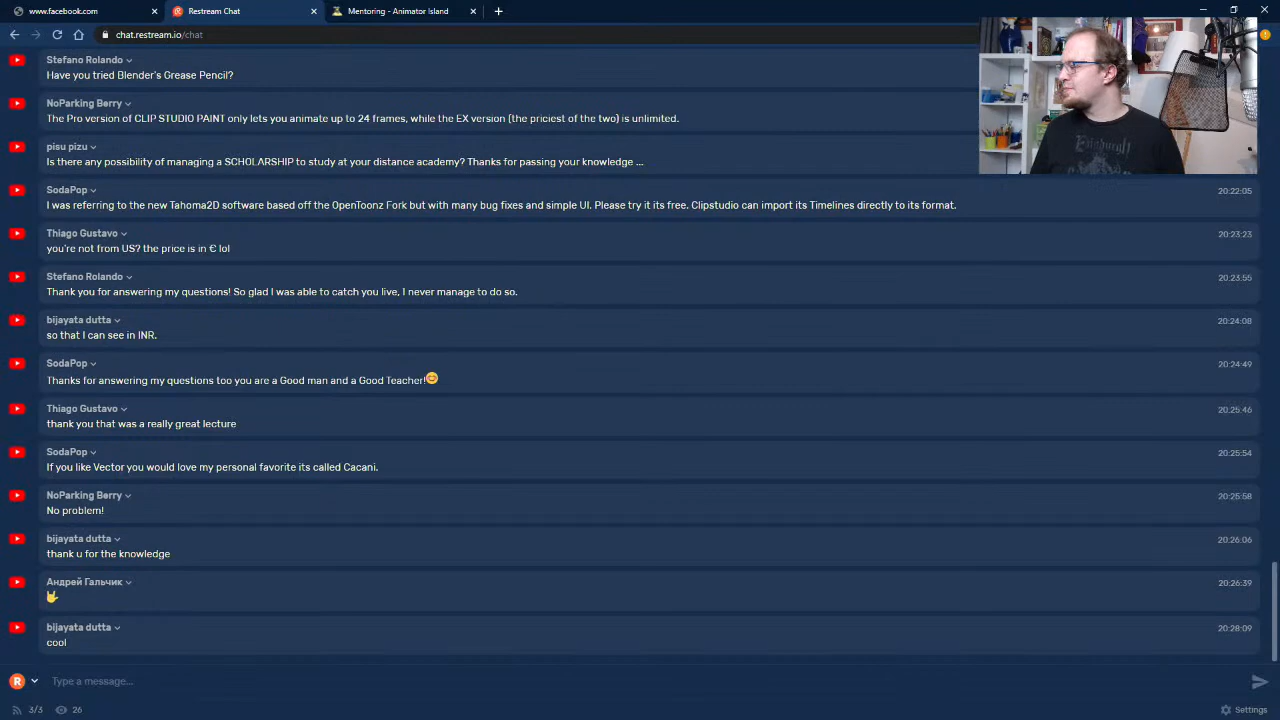 www.facebook.com
Restream Chat
Mentoring - Animator Island
chat.restream.io/chat
Stefano Rolando
Have you tried Blender's Grease Pencil?
NoParking Berry
The Pro version of CLIP STUDIO PAINT only lets you animate up to 24 frames, while the EX version (the priciest of the two) is unlimited.
pisu pizu
Is there any possibility of managing a SCHOLARSHIP to study at your distance academy? Thanks for passing your knowledge ...
SodaPop
20:22:05
I was referring to the new Tahoma2D software based off the OpenToonz Fork but with many bug fixes and simple UI. Please try it its free. Clipstudio can import its Timelines directly to its format.
Thiago Gustavo
20:23:23
you're not from US? the price is in € lol
Stefano Rolando
20:23:55
Thank you for answering my questions! So glad I was able to catch you live, I never manage to do so.
bijayata dutta
20:24:08
so that I can see in INR.
SodaPop
20:24:49
Thanks for answering my questions too you are a Good man and a Good Teacher!
Thiago Gustavo
20:25:46
thank you that was a really great lecture
SodaPop
20:25:54
If you like Vector you would love my personal favorite its called Cacani.
NoParking Berry
20:25:58
No problem!
bijayata dutta
20:26:06
thank u for the knowledge
Андрей Гальчик
20:26:39
bijayata dutta
20:28:09
cool
Type a message...
3/3
26
Settings